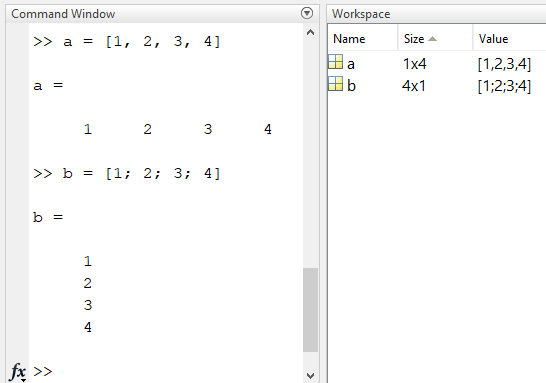 Command Window
>> a = [1, 2, 3, 4]
a =
1 2 3 4
>> b = [1; 2; 3; 4]
b =
1
2
3
4
fx >>
Workspace
Name Size Value
a 1x4 [1,2,3,4]
b 4x1 [1;2;3;4]